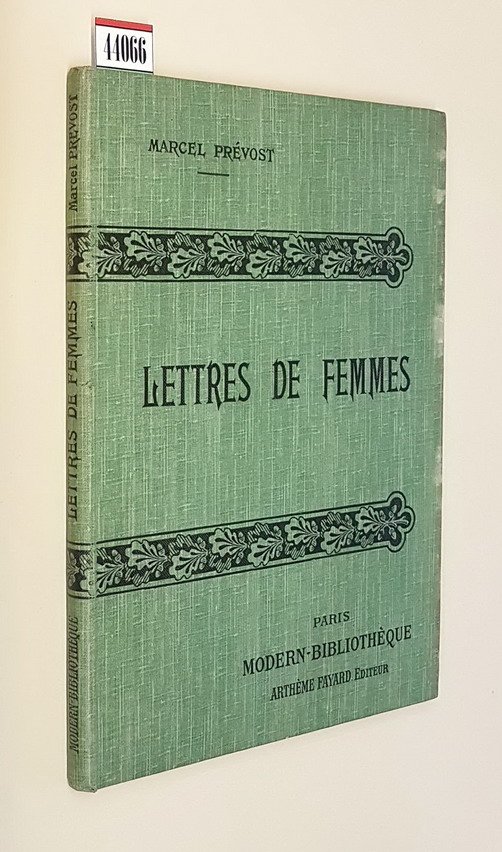 44066
MARCEL PRÉVOST
LETTRES DE FEMMES
PARIS
MODERN-BIBLIOTHÈQUE
ARTHÈME FAYARD, EDITEUR
Marcel PRÉVOST
LETTRES DE FEMMES
MODERN-BIBLIOTHÈQUE